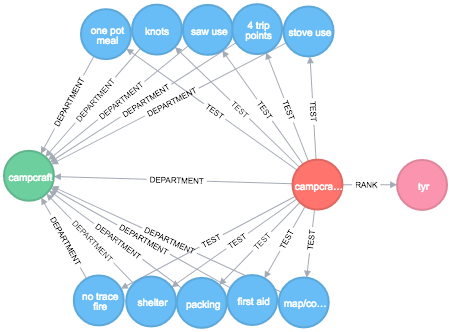 one pot
meal
knots
saw use
4 trip
points
stove use
DEPARTMENT
DEPARTMENT
DEPARTMENT
DEPARTMENT
DEPARTMENT
TEST
TEST
TEST
TEST
TEST
campcraft
DEPARTMENT
campcra...
RANK
tyr
DEPARTMENT
DEPARTMENT
DEPARTMENT
DEPARTMENT
DEPARTMENT
TEST
TEST
TEST
TEST
TEST
no trace
fire
shelter
packing
first aid
map/co...